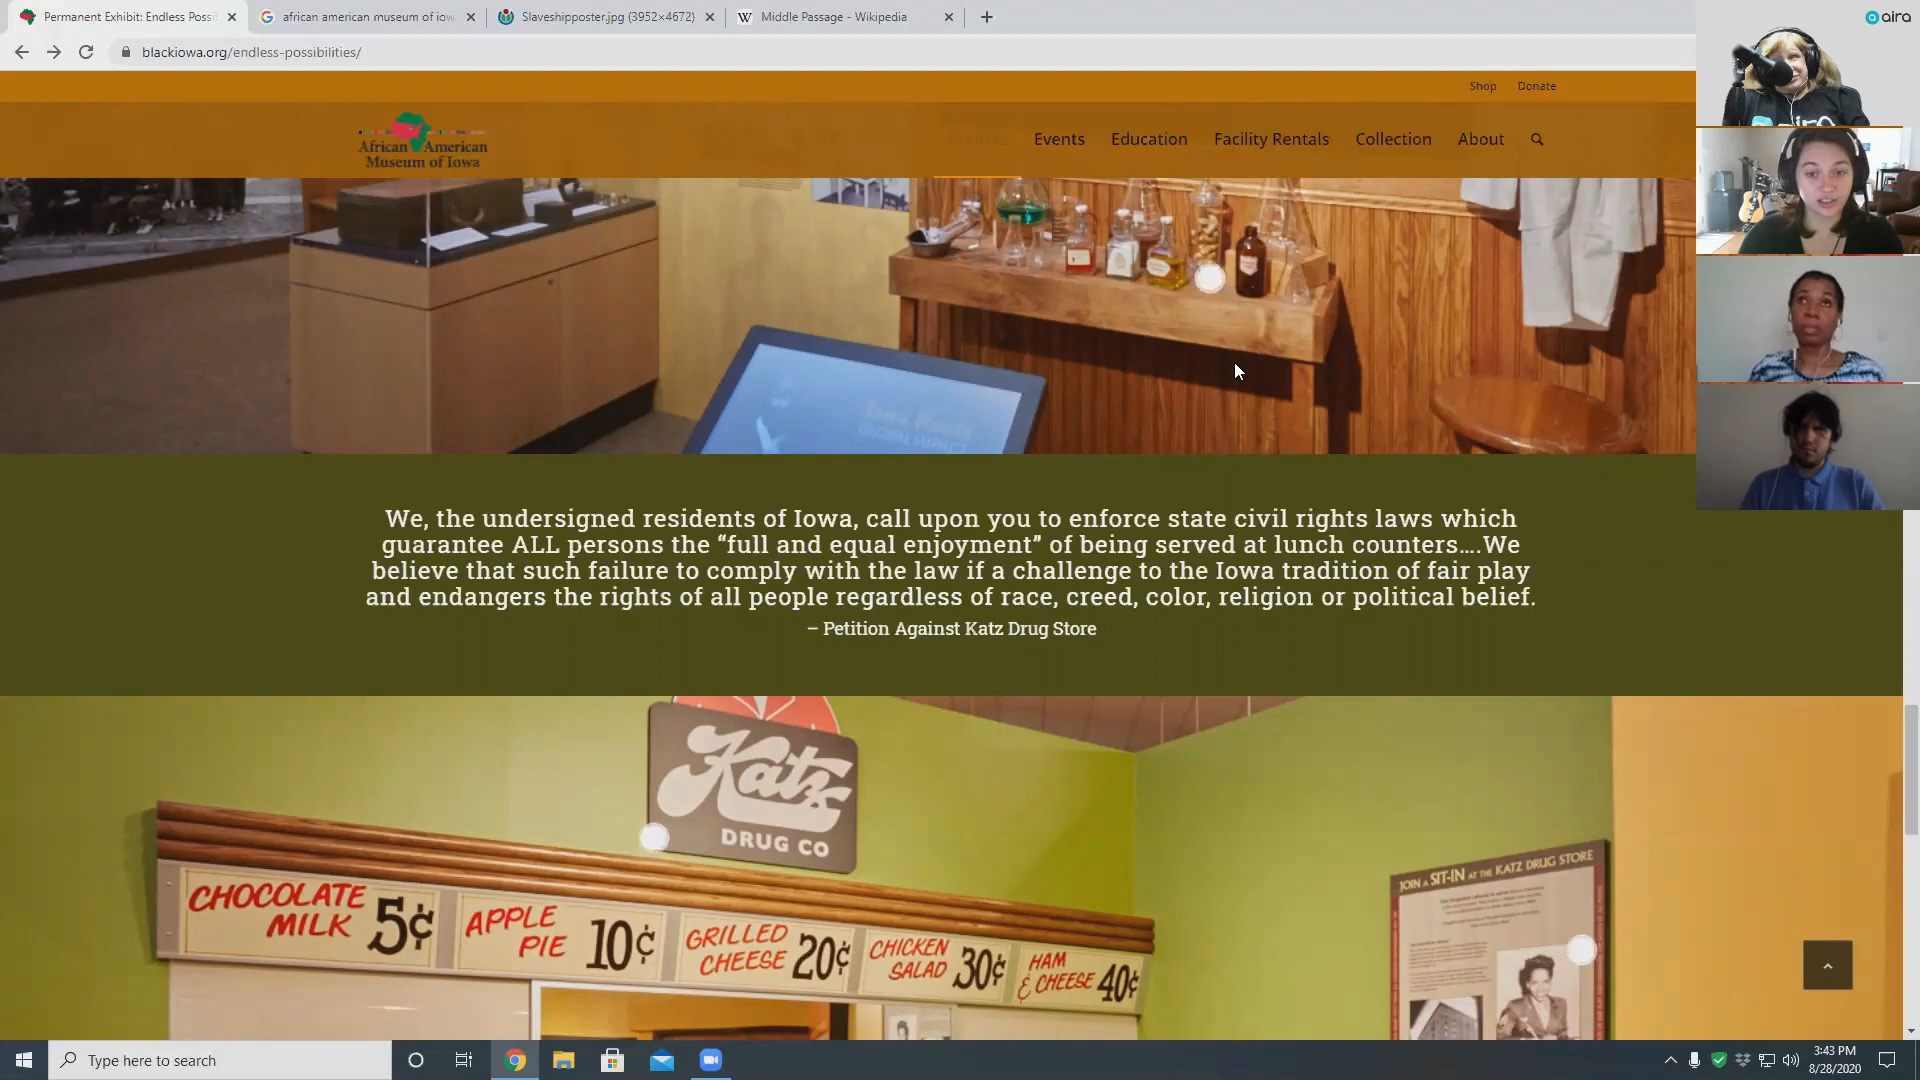 Permanent Exhibit: Endless Possi
african american museum of iow
Slaveshipposter.jpg (3952×4672)
Middle Passage - Wikipedia
aira
blackiowa.org/endless-possibilities/
Shop Donate
African American
Museum of Iowa
Events Education Facility Rentals Collection About
Iowa Roots
GLOBAL IMPACT
We, the undersigned residents of Iowa, call upon you to enforce state civil rights laws which
guarantee ALL persons the “full and equal enjoyment” of being served at lunch counters….We
believe that such failure to comply with the law if a challenge to the Iowa tradition of fair play
and endangers the rights of all people regardless of race, creed, color, religion or political belief.
– Petition Against Katz Drug Store
Katz
DRUG CO
JOIN A SIT-IN AT THE KATZ DRUG STORE
CHOCOLATE MILK 5¢
APPLE PIE 10¢
GRILLED CHEESE 20¢
CHICKEN SALAD 30¢
HAM & CHEESE 40¢
Type here to search
3:43 PM
8/28/2020